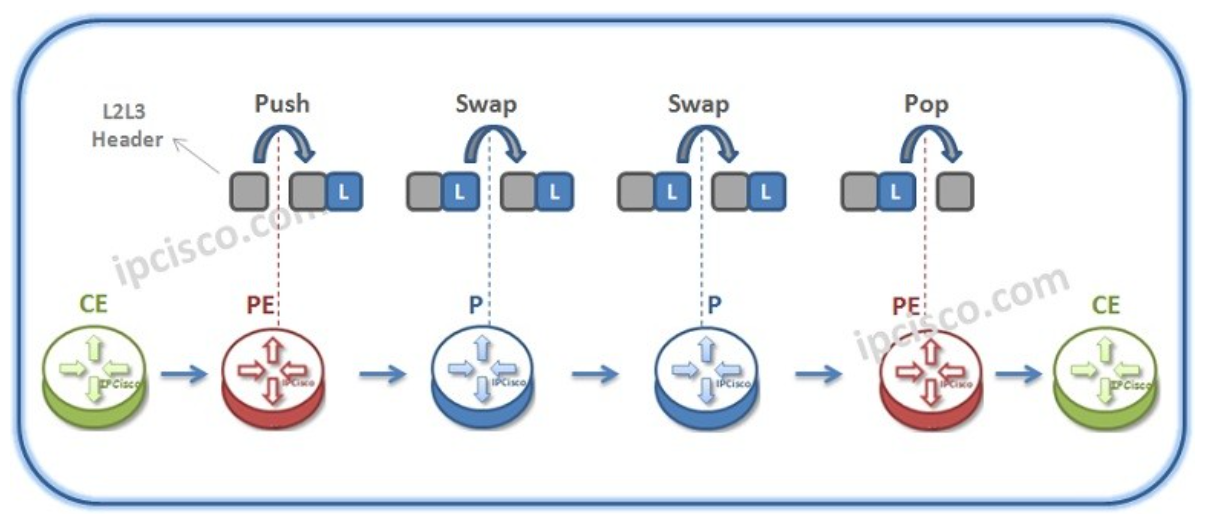 Push
Swap
Swap
Pop
L2L3
Header
L
L
L
L
L
L
ipcisco.com
ipcisco.com
CE
PE
P
P
PE
CE
IPCisco
IPCisco
IPCisco
IPCisco
IPCisco
IPCisco